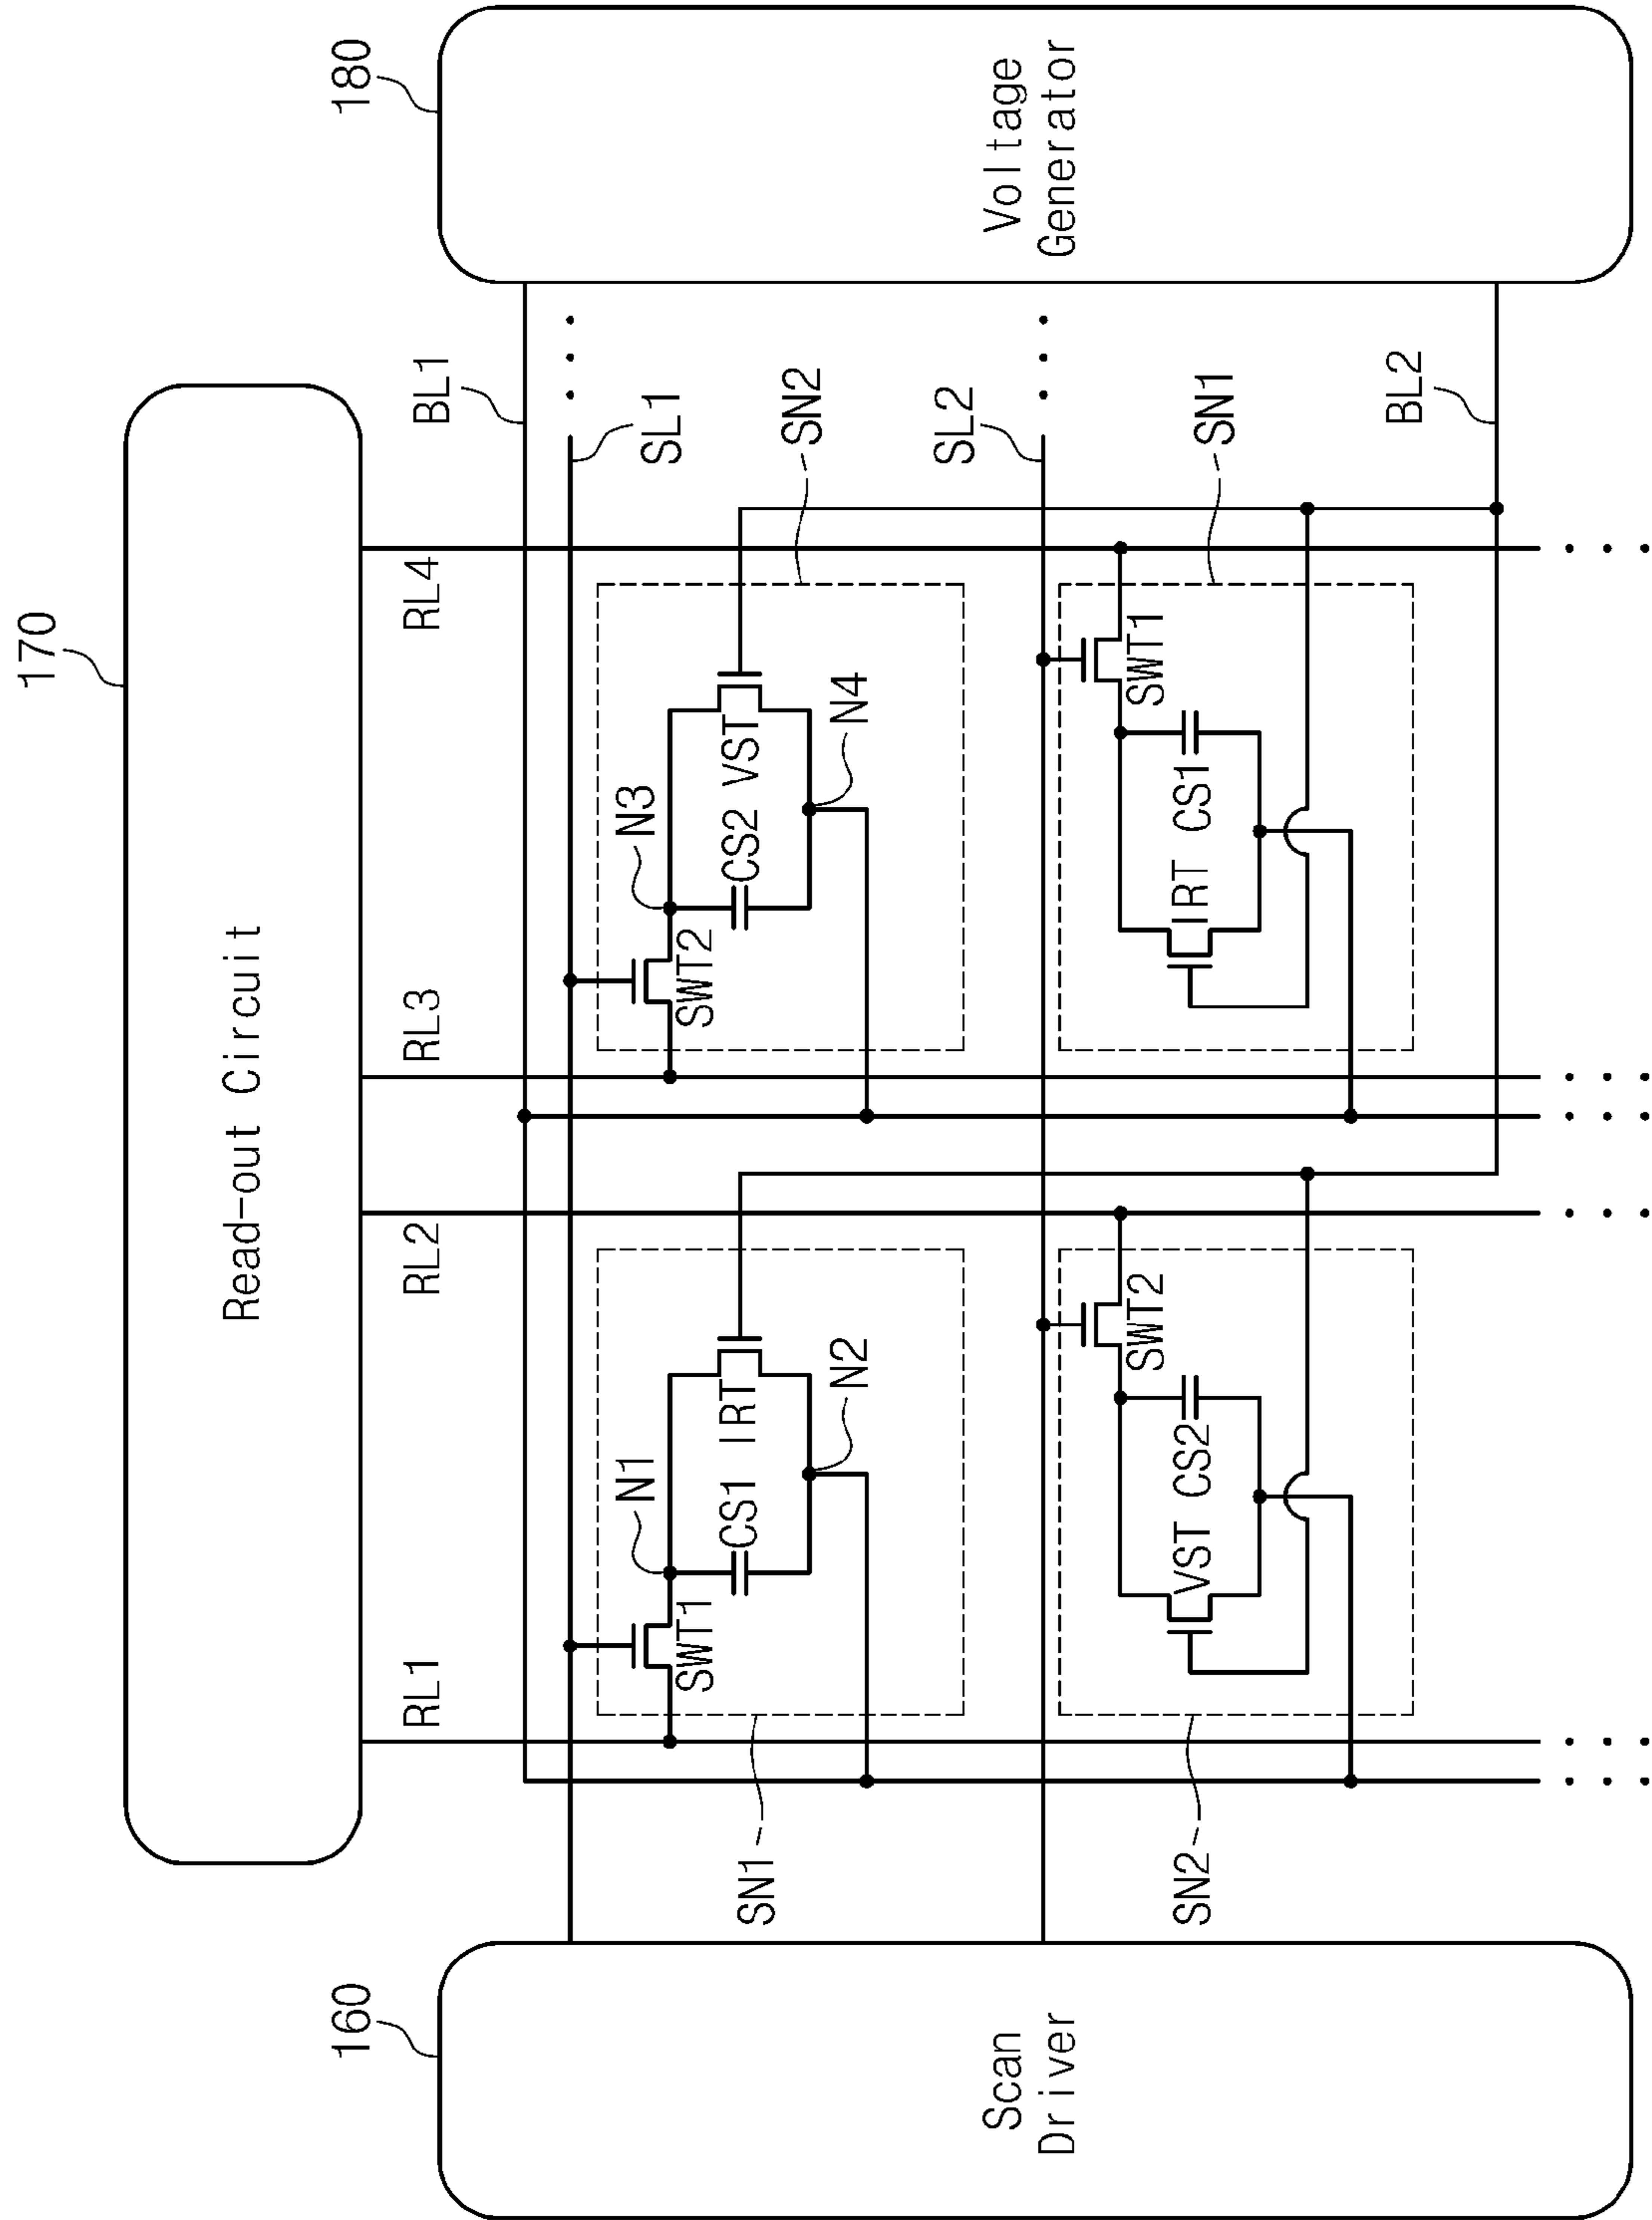 170
Read-out Circuit
160
180
RL1
RL2
RL3
RL4
BL1
SL1
N1
N3
SN2
SWT1
SWT2
CS1
IRT
CS2
VST
SN1
N2
N4
SL2
Scan
Driver
Voltage
Generator
SWT2
SWT1
SN2
VST
CS2
IRT
CS1
SN1
BL2